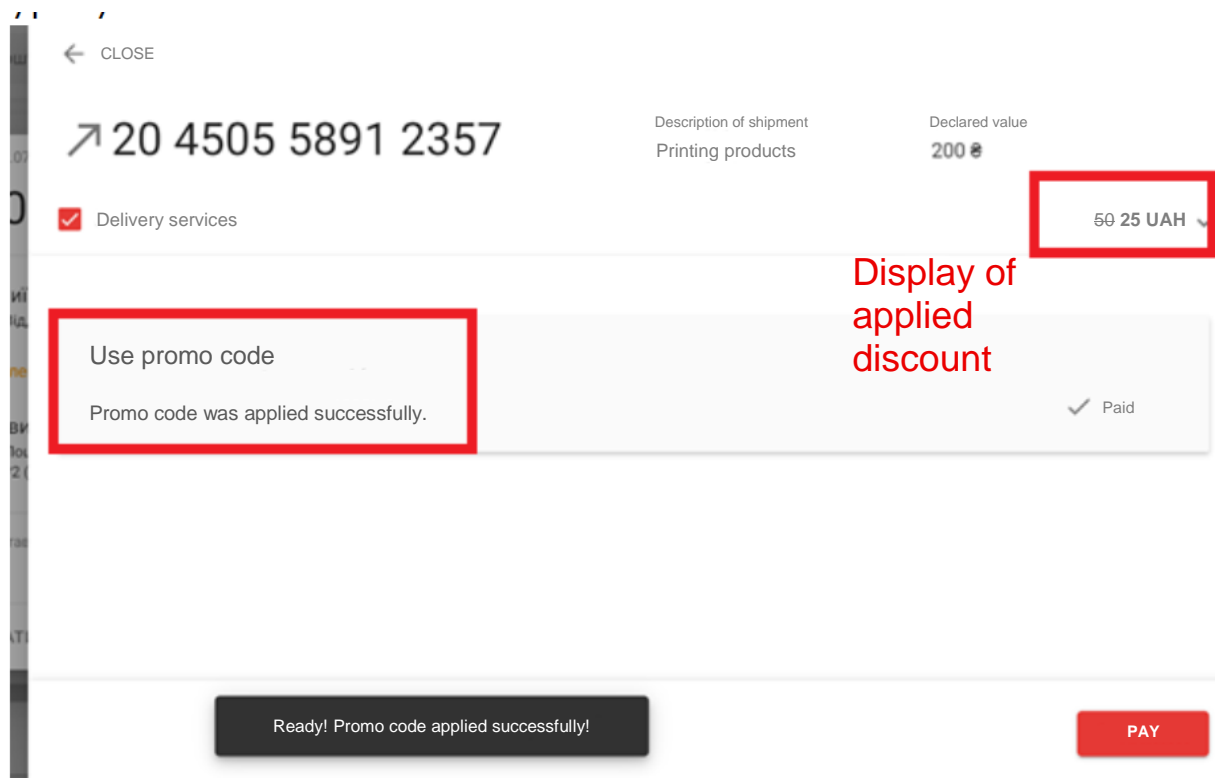 CLOSE
20 4505 5891 2357
Description of shipment
Printing products
Declared value
200 ₴
Delivery services
50 25 UAH
Display of
applied
discount
Use promo code
Promo code was applied successfully.
Paid
Ready! Promo code applied successfully!
PAY